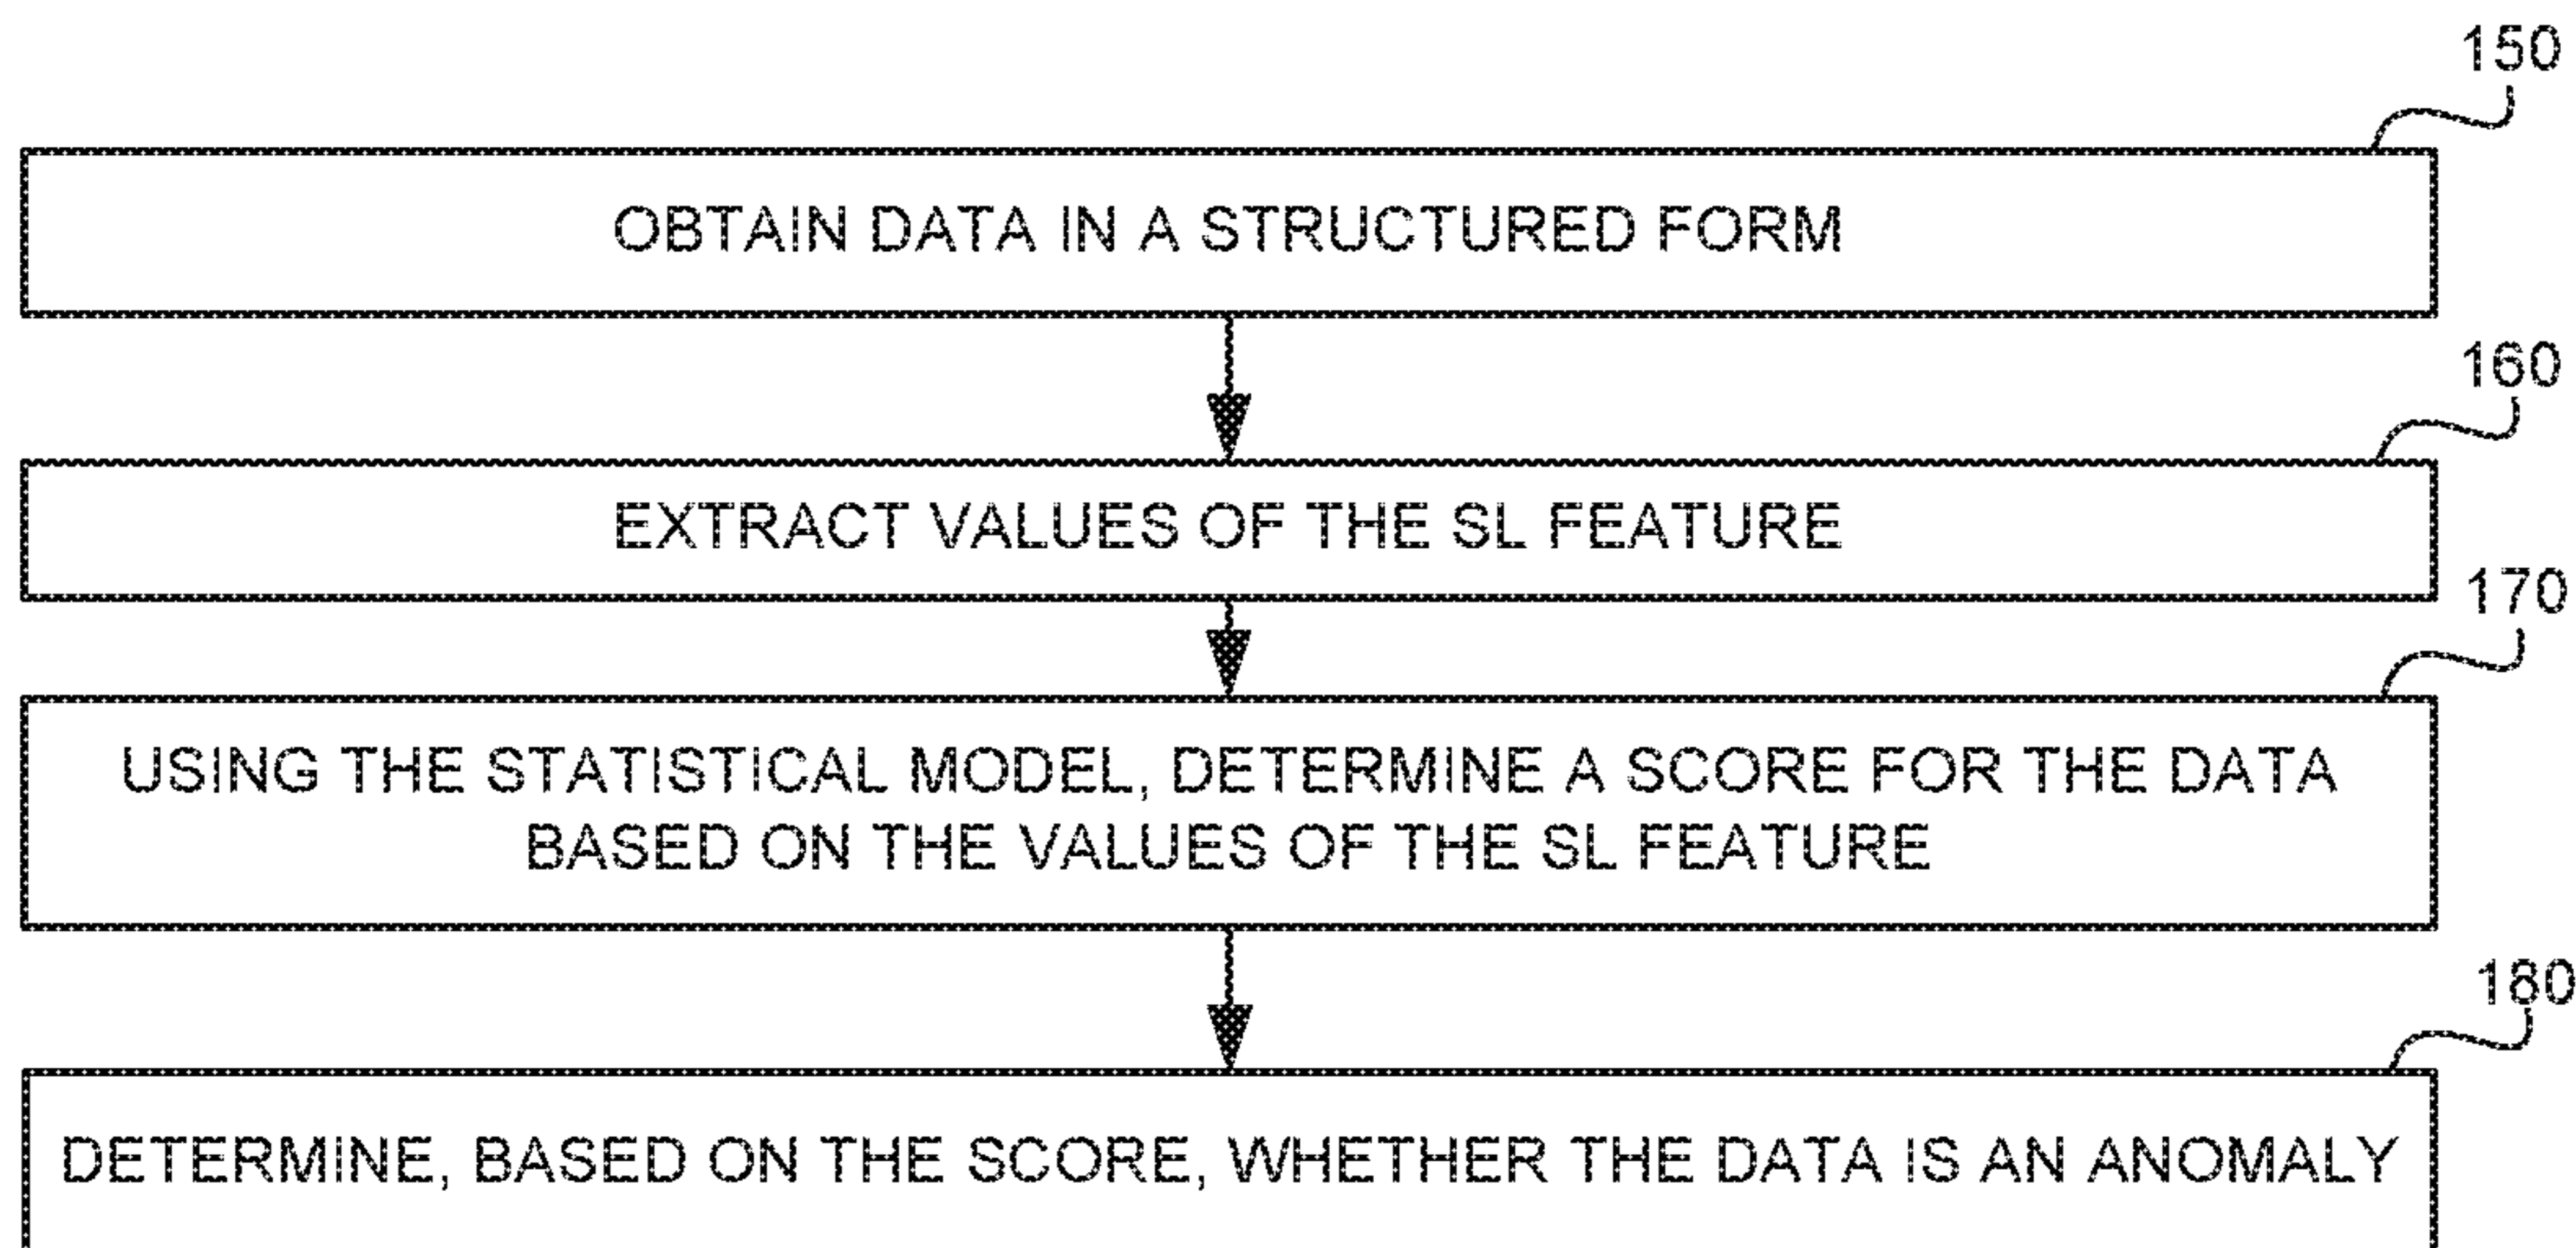 150
OBTAIN DATA IN A STRUCTURED FORM
160
EXTRACT VALUES OF THE SL FEATURE
170
USING THE STATISTICAL MODEL, DETERMINE A SCORE FOR THE DATA
BASED ON THE VALUES OF THE SL FEATURE
180
DETERMINE, BASED ON THE SCORE, WHETHER THE DATA IS AN ANOMALY